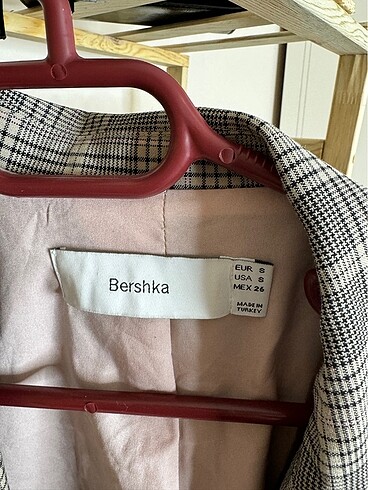 Bershka
EUR S
USA S
MEX 26
MADE IN
TURKEY